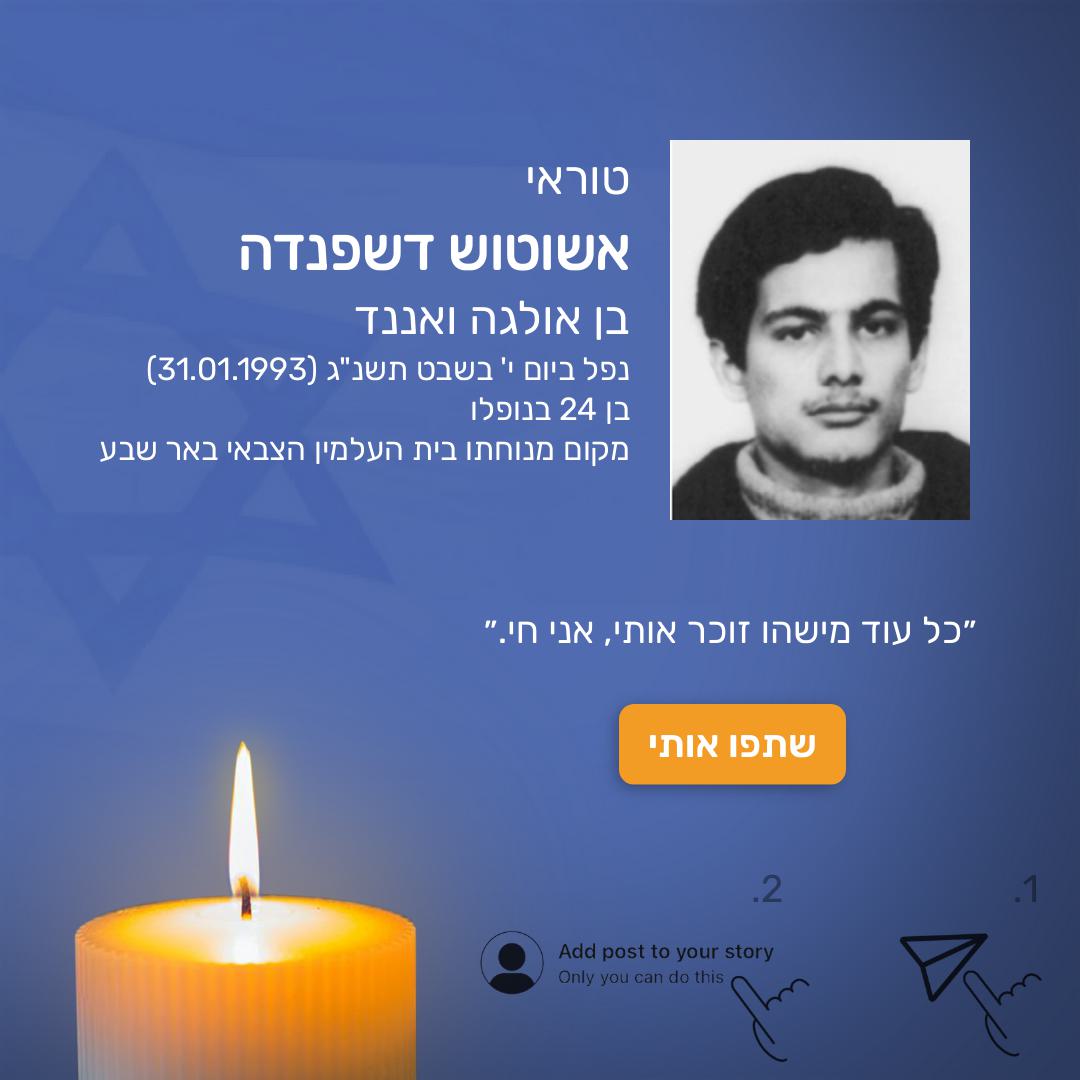 טוראי
אשוטוש דשפנדה
בן אולגה ואננד
נפל ביום י' בשבט תשנ"ג (31.01.1993)
בן 24 בנופלו
מקום מנוחתו בית העלמין הצבאי באר שבע
״כל עוד מישהו זוכר אותי, אני חי.״
שתפו אותי
1.
2.
Add post to your story
Only you can do this